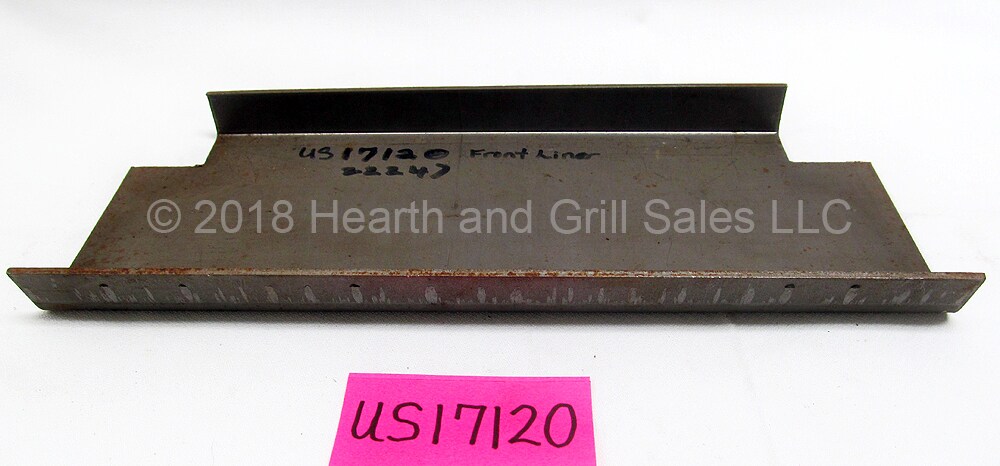 US17120 Front Liner
22247
© 2018 Hearth and Grill Sales LLC
US17120